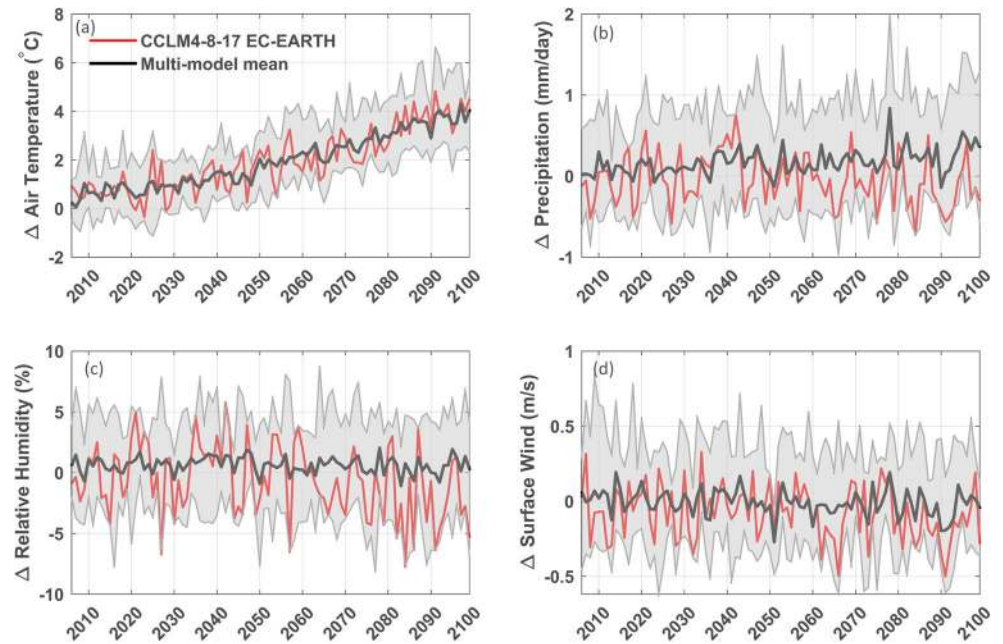 (a)
Δ Air Temperature (°C)
8
6
4
2
0
-2
CCLM4-8-17 EC-EARTH
Multi-model mean
2010 2020 2030 2040 2050 2060 2070 2080 2090 2100
(b)
Δ Precipitation (mm/day)
2
1
0
-1
2010 2020 2030 2040 2050 2060 2070 2080 2090 2100
(c)
Δ Relative Humidity (%)
10
5
0
-5
-10
2010 2020 2030 2040 2050 2060 2070 2080 2090 2100
(d)
Δ Surface Wind (m/s)
1
0.5
0
-0.5
2010 2020 2030 2040 2050 2060 2070 2080 2090 2100